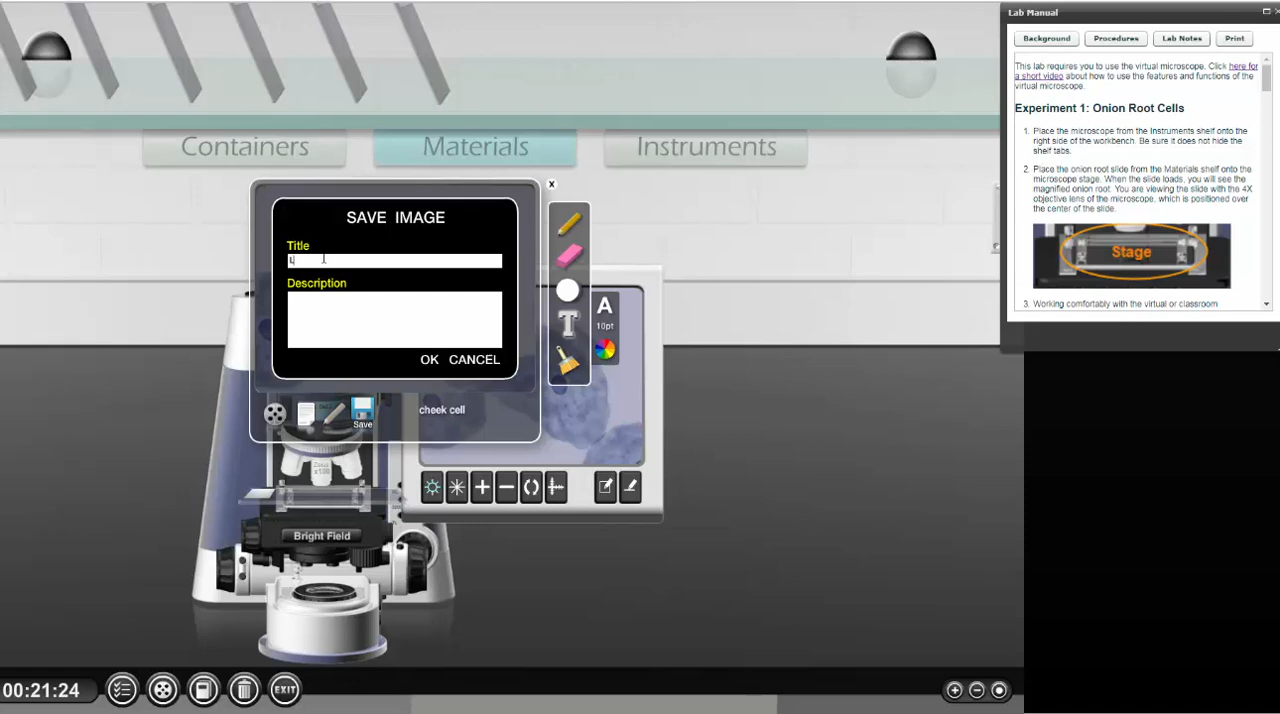 Lab Manual
Background Procedures Lab Notes Print
This lab requires you to use the virtual microscope. Click here for
a short video about how to use the features and functions of the
virtual microscope.
Experiment 1: Onion Root Cells
1. Place the microscope from the Instruments shelf onto the
right side of the workbench. Be sure it does not hide the
shelf tabs.
2. Place the onion root slide from the Materials shelf onto the
microscope stage. When the slide loads, you will see the
magnified onion root. You are viewing the slide with the 4X
objective lens of the microscope, which is positioned over
the center of the slide.
Stage
3. Working comfortably with the virtual or classroom
Containers Materials Instruments
x
SAVE IMAGE
Title
Description
OK CANCEL
T
A
10pt
Save
cheek cell
x100
Bright Field
00:21:24
EXIT